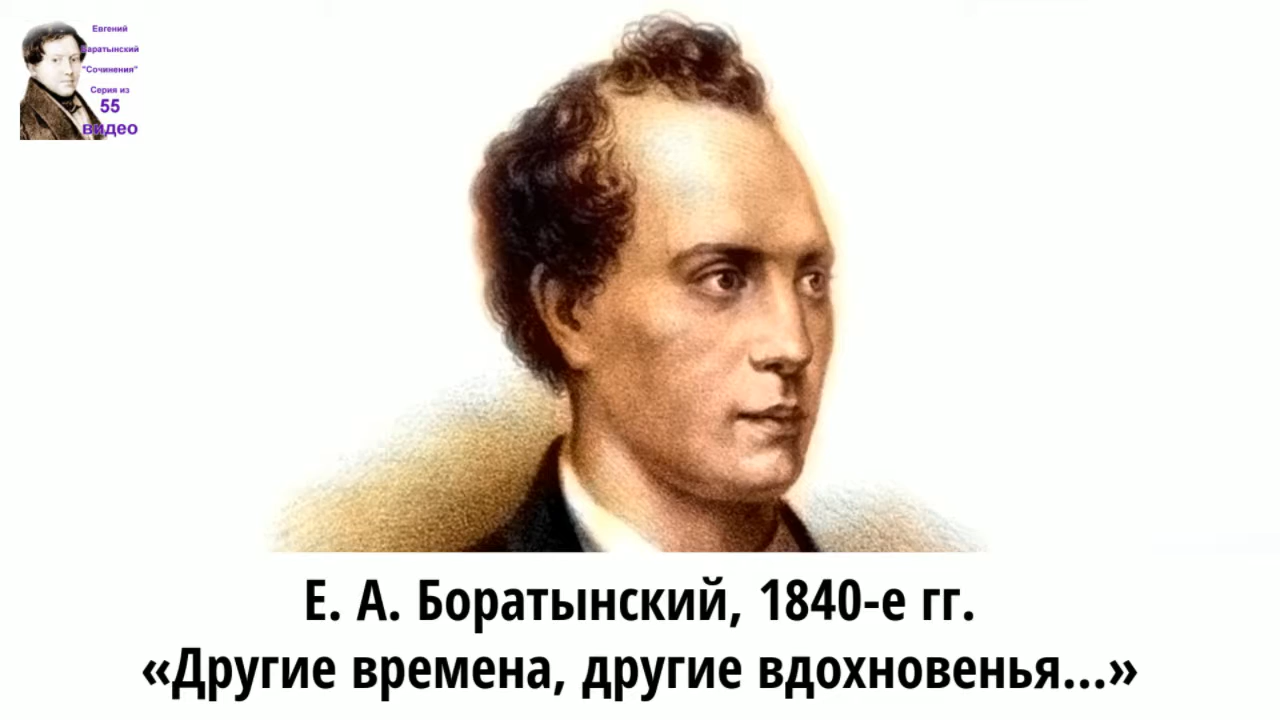 Евгений
Баратынский
"Сочинения"
Серия из
55
видео
Е. А. Боратынский, 1840-е гг.
«Другие времена, другие вдохновенья...»